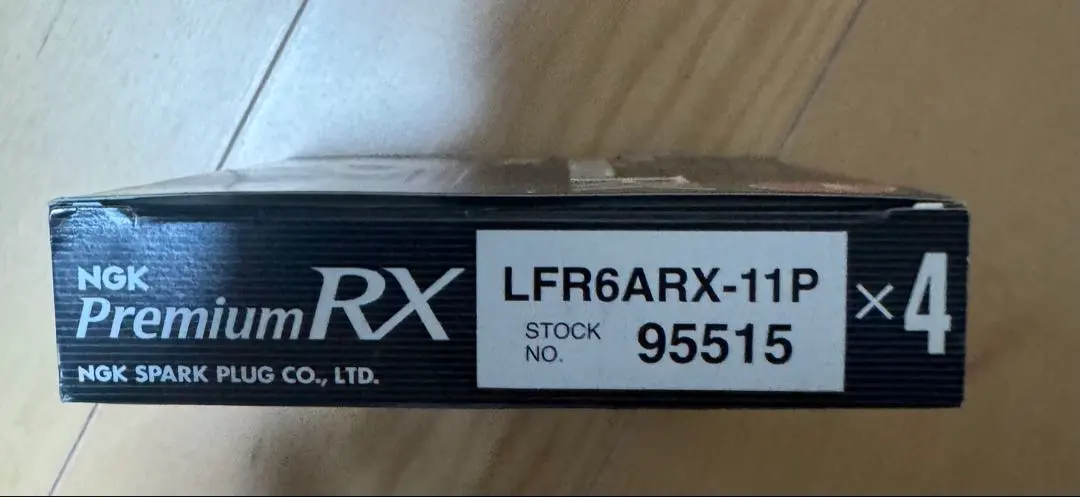 NGK
Premium RX
NGK SPARK PLUG CO., LTD.
LFR6ARX-11P
STOCK NO. 95515
×4